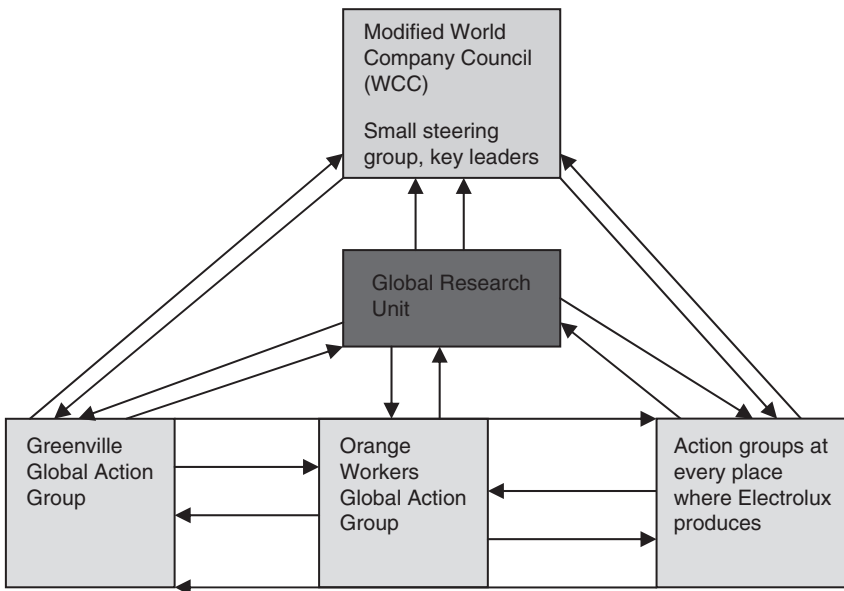 Modified World
Company Council
(WCC)
Small steering
group, key leaders
Global Research
Unit
Greenville
Global Action
Group
Orange
Workers
Global Action
Group
Action groups at
every place
where Electrolux
produces